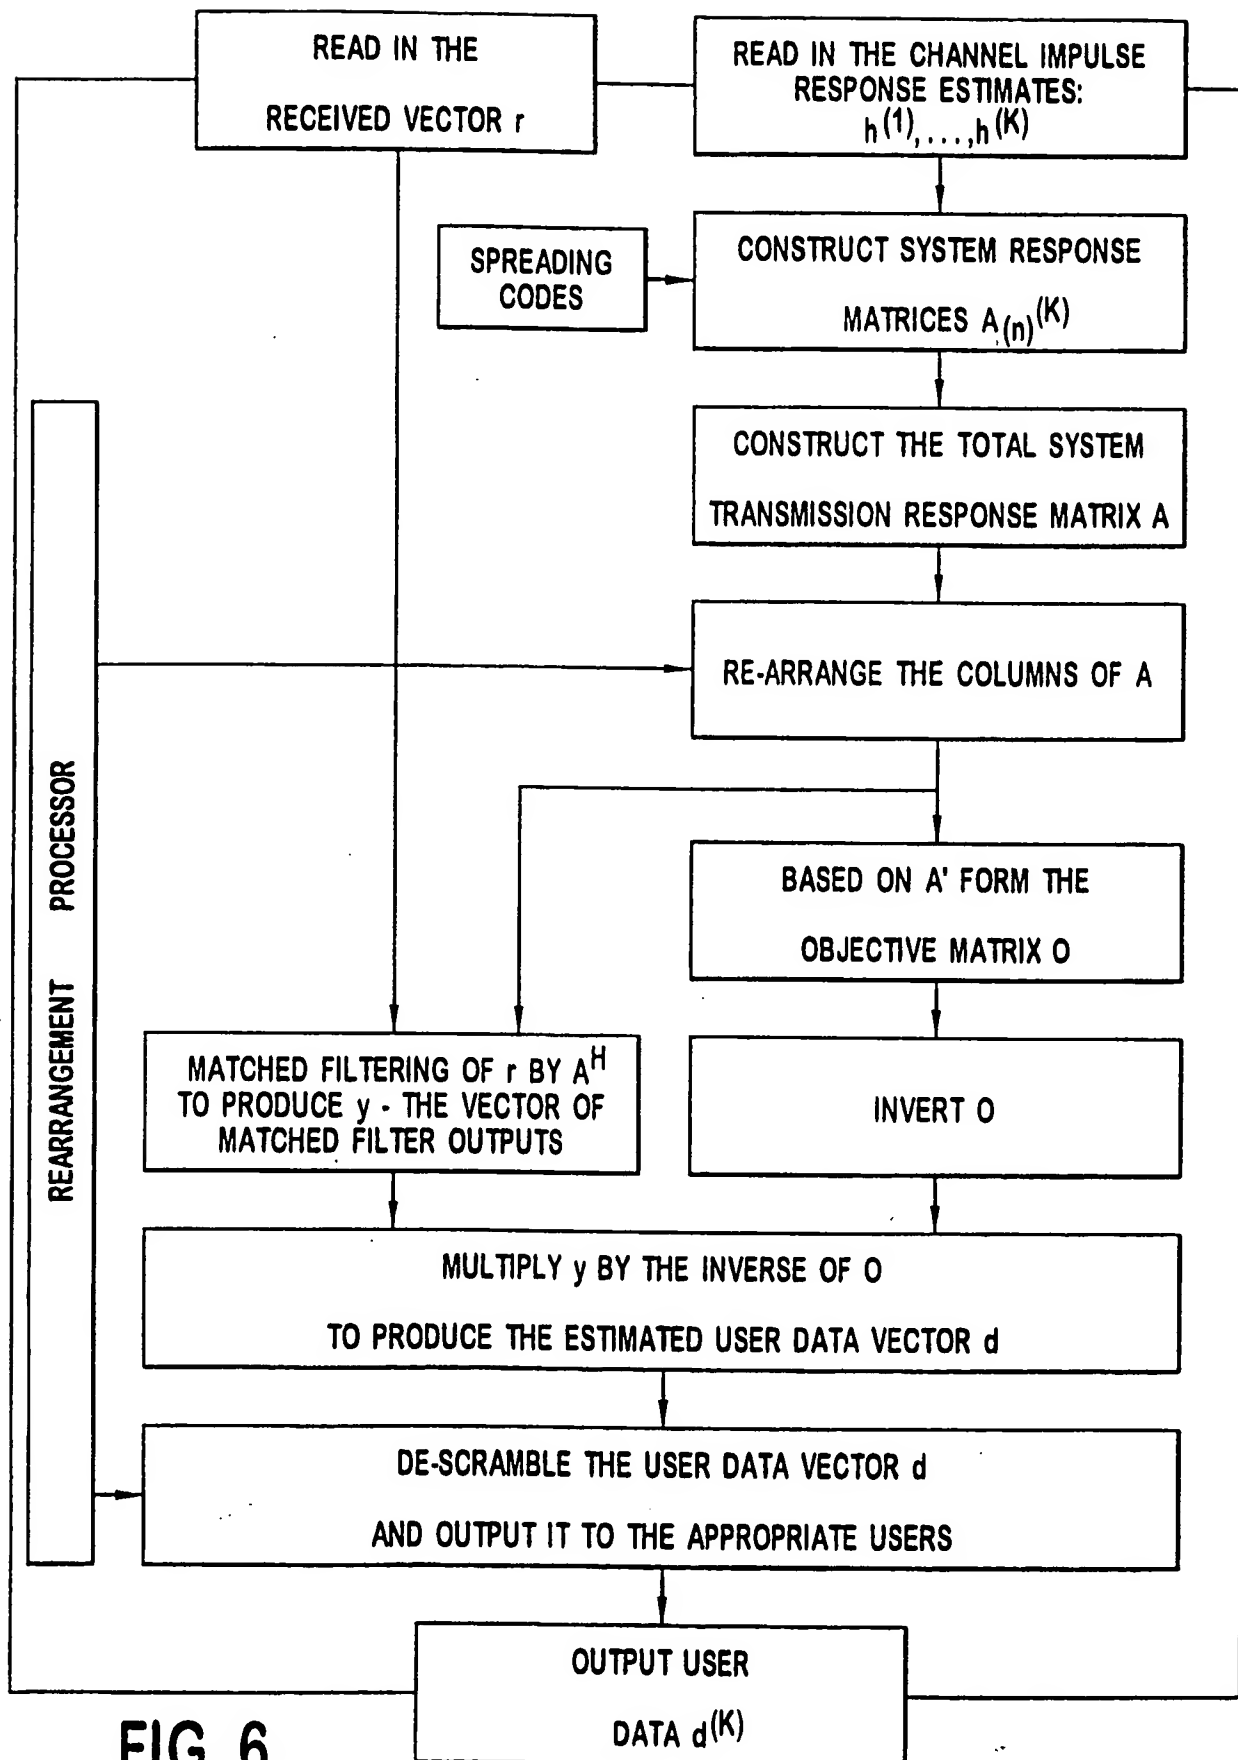 READ IN THE
RECEIVED VECTOR r
READ IN THE CHANNEL IMPULSE
RESPONSE ESTIMATES:
h(1),...,h(K)
SPREADING
CODES
CONSTRUCT SYSTEM RESPONSE
MATRICES A(n)(K)
CONSTRUCT THE TOTAL SYSTEM
TRANSMISSION RESPONSE MATRIX A
RE-ARRANGE THE COLUMNS OF A
REARRANGEMENT PROCESSOR
BASED ON A' FORM THE
OBJECTIVE MATRIX O
MATCHED FILTERING OF r BY AH
TO PRODUCE y - THE VECTOR OF
MATCHED FILTER OUTPUTS
INVERT O
MULTIPLY y BY THE INVERSE OF O
TO PRODUCE THE ESTIMATED USER DATA VECTOR d
DE-SCRAMBLE THE USER DATA VECTOR d
AND OUTPUT IT TO THE APPROPRIATE USERS
OUTPUT USER
DATA d(K)
FIG. 6